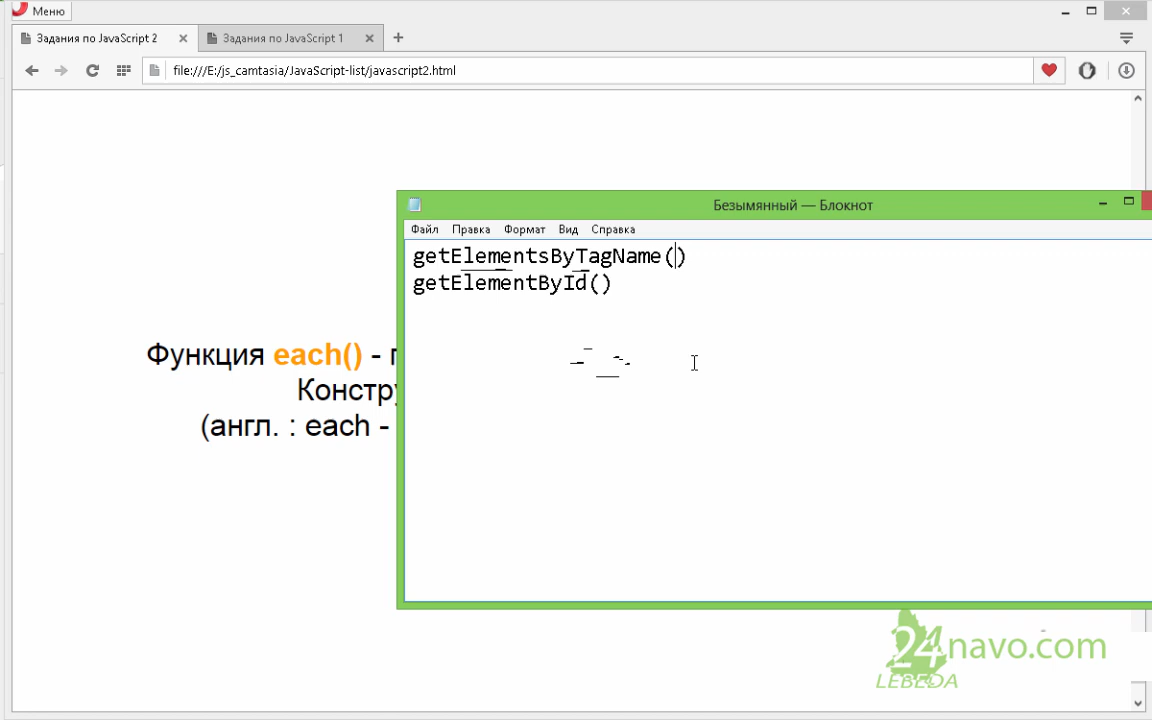 Меню
Задания по JavaScript 2
Задания по JavaScript 1
file:///E:/js_camtasia/JavaScript-list/javascript2.html
Безымянный — Блокнот
Файл Правка Формат Вид Справка
getElementsByTagName()
getElementById()
Функция each() -
Констр
(англ. : each -
24navo.com
LEBEDA